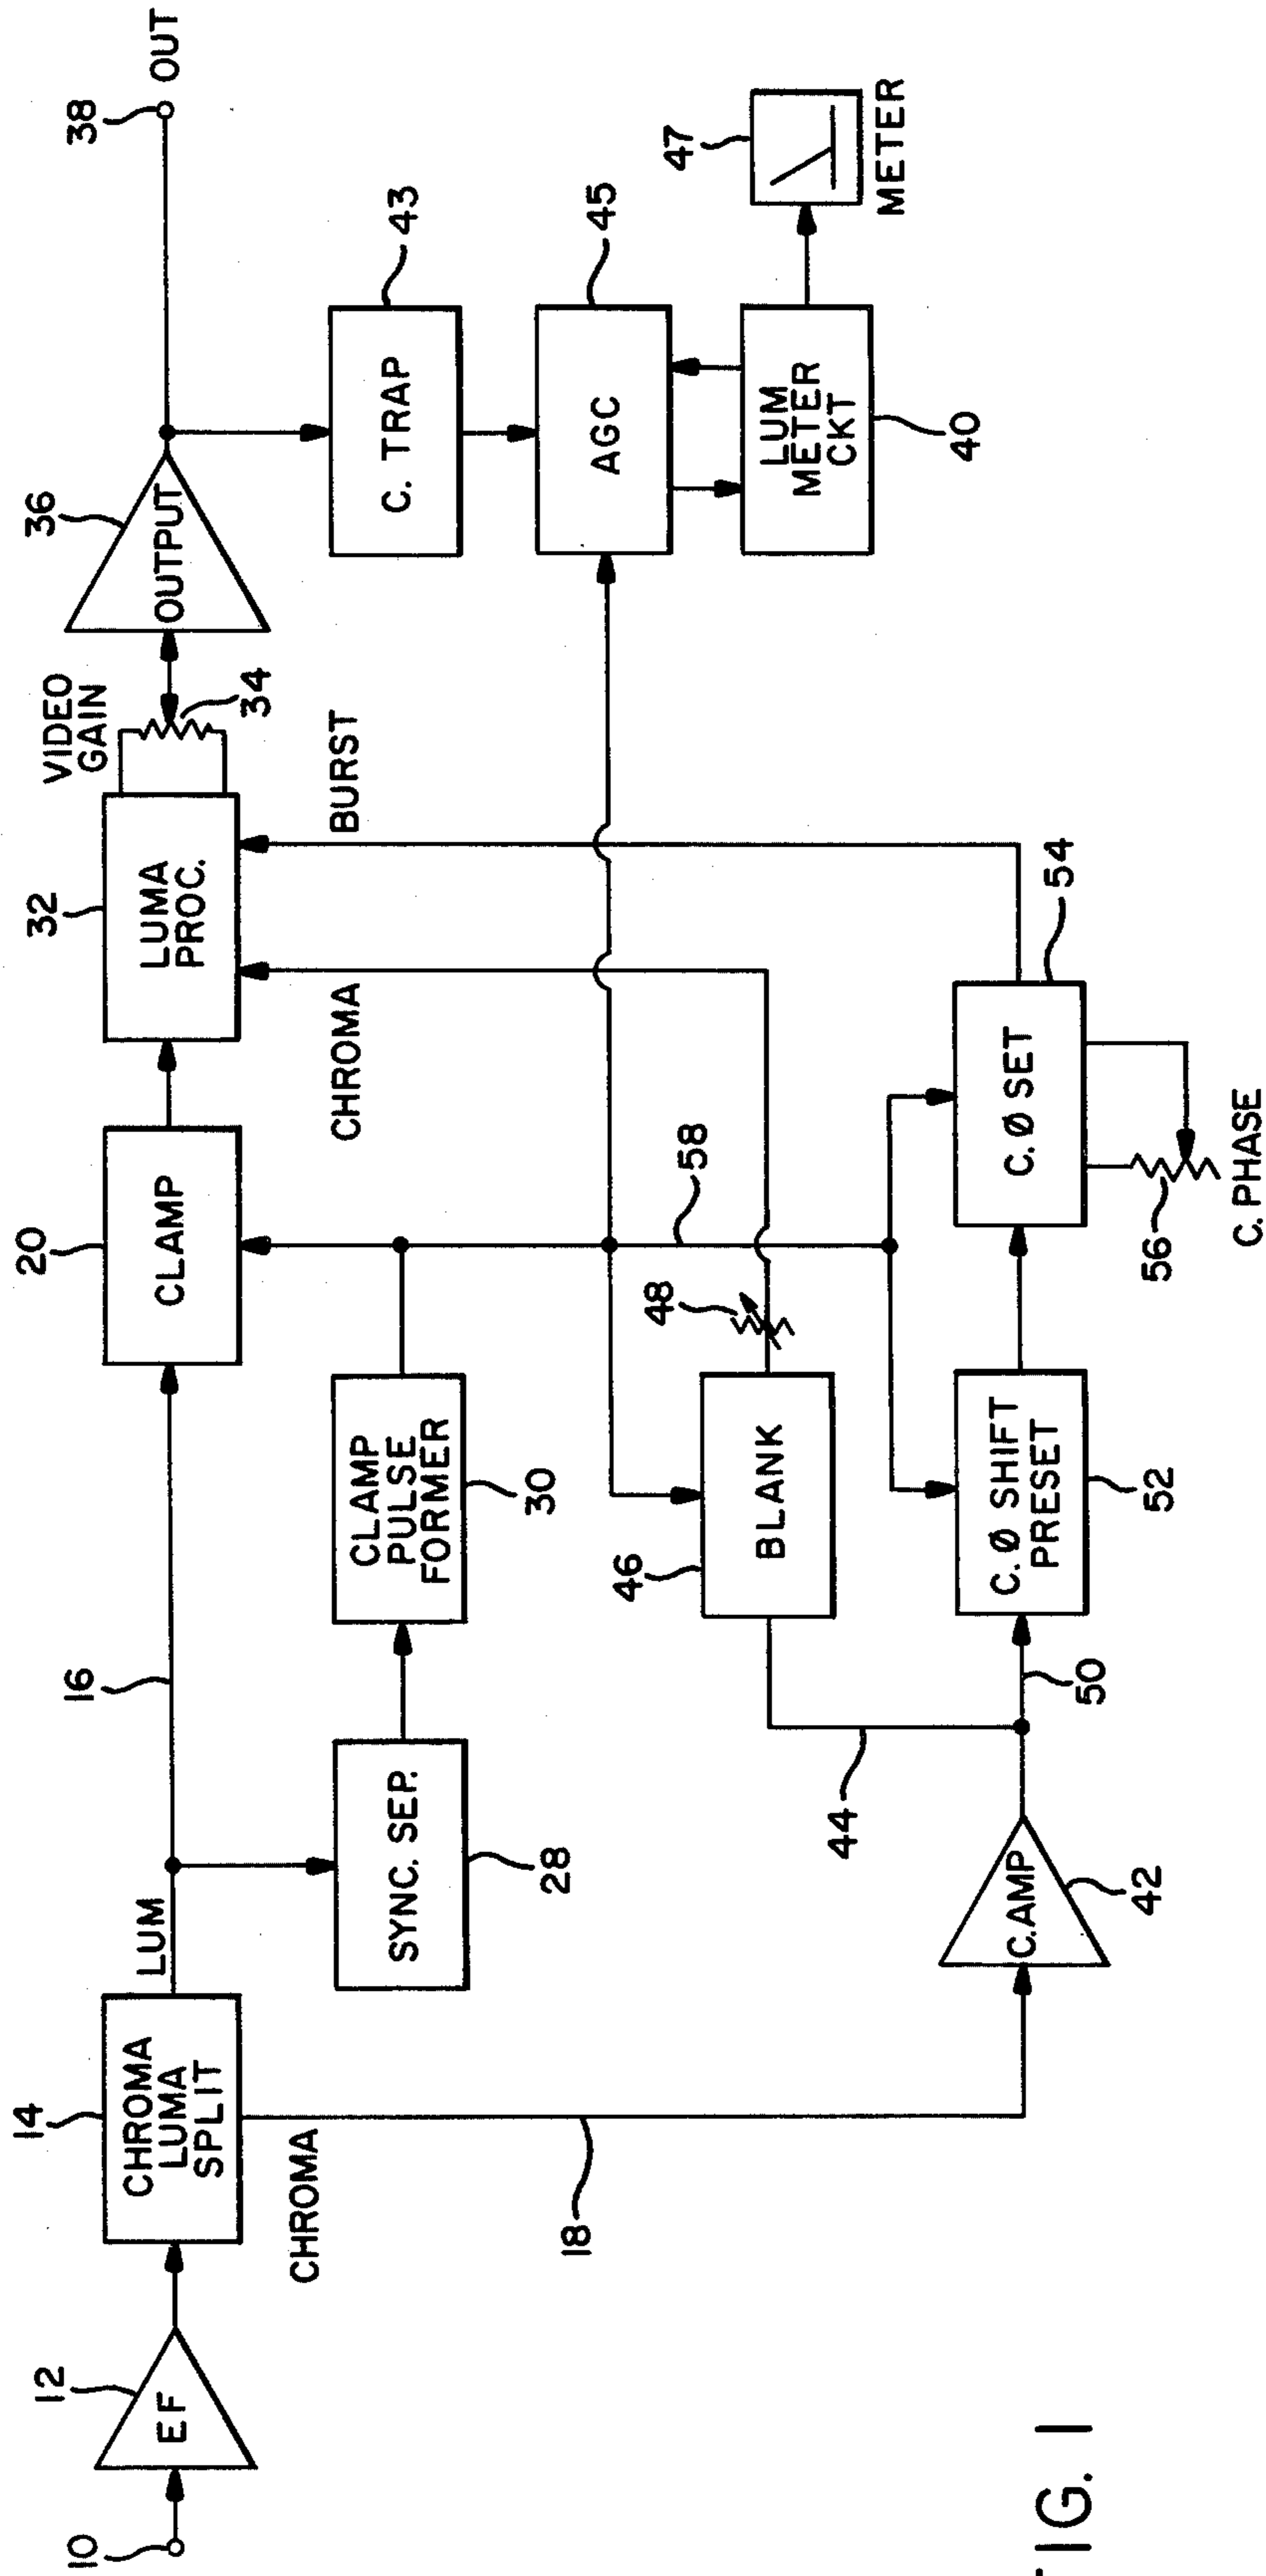 10
12
EF
14
CHROMA
LUMA
SPLIT
LUM
16
20
CLAMP
32
LUMA
PROC.
VIDEO
GAIN
34
36
OUTPUT
38
OUT
CHROMA
18
SYNC. SEP.
28
CLAMP
PULSE
FORMER
30
CHROMA
BURST
C. TRAP
43
AGC
45
LUM
METER
CKT
40
47
METER
46
BLANK
48
58
44
C.AMP
42
50
C.Ø SHIFT
PRESET
52
C.Ø SET
54
56
C. PHASE
FIG. 1